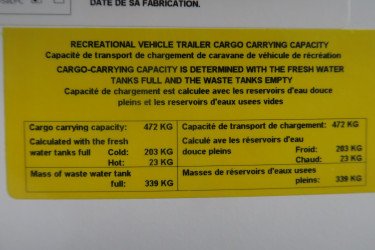 DATE DE SA FABRICATION.
RECREATIONAL VEHICLE TRAILER CARGO CARRYING CAPACITY
Capacité de transport de chargement de caravane de véhicule de récréation
CARGO-CARRYING CAPACITY IS DETERMINED WITH THE FRESH WATER
TANKS FULL AND THE WASTE TANKS EMPTY
Capacité de chargement est calculee avec les reservoirs d'eau douce
pleins et les reservoirs d'eaux usees vides
Cargo carrying capacity: 472 KG
Calculated with the fresh
water tanks full Cold: 203 KG
Hot: 23 KG
Mass of waste water tank
full: 339 KG
Capacité de transport de chargement: 472 KG
Calculé ave les réservoirs d'eau
douce pleins Froid: 203 KG
Chaud: 23 KG
Masses de réservoirs d'eaux usees
pleins: 339 KG